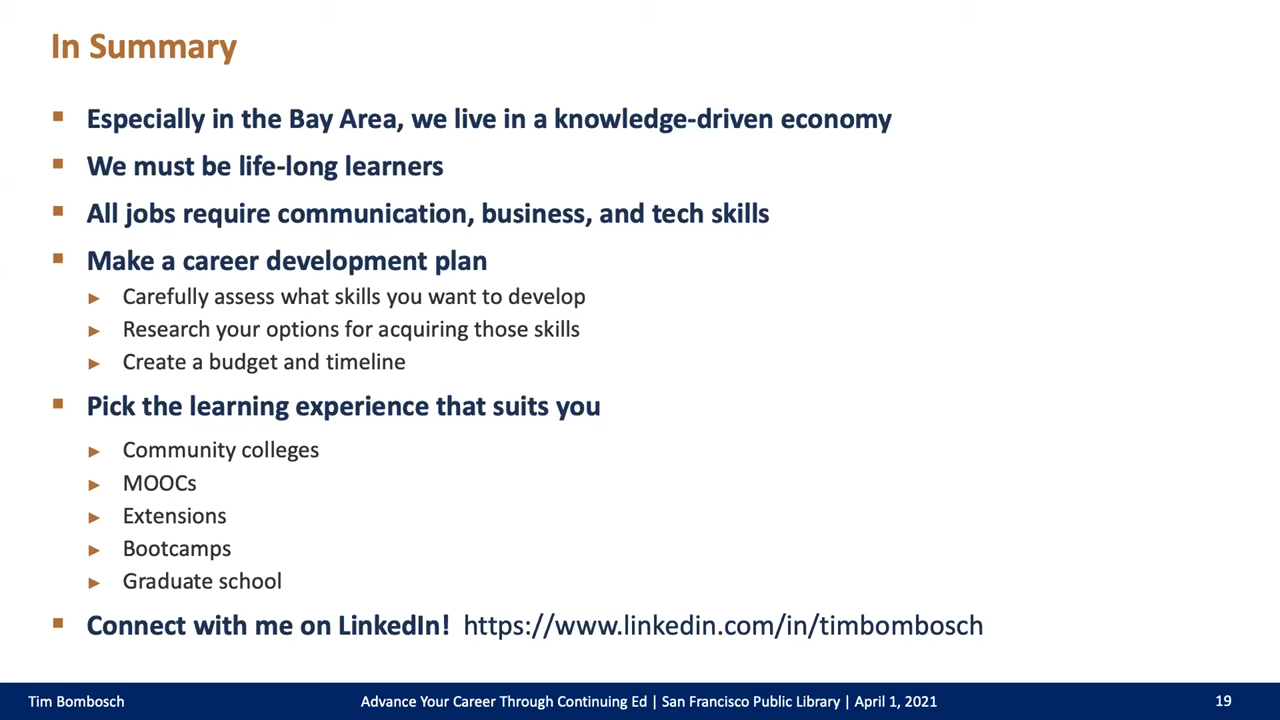 In Summary
Especially in the Bay Area, we live in a knowledge-driven economy
We must be life-long learners
All jobs require communication, business, and tech skills
Make a career development plan
Carefully assess what skills you want to develop
Research your options for acquiring those skills
Create a budget and timeline
Pick the learning experience that suits you
Community colleges
MOOCs
Extensions
Bootcamps
Graduate school
Connect with me on LinkedIn! https://www.linkedin.com/in/timbombosch
Tim Bombosch Advance Your Career Through Continuing Ed | San Francisco Public Library | April 1, 2021 19